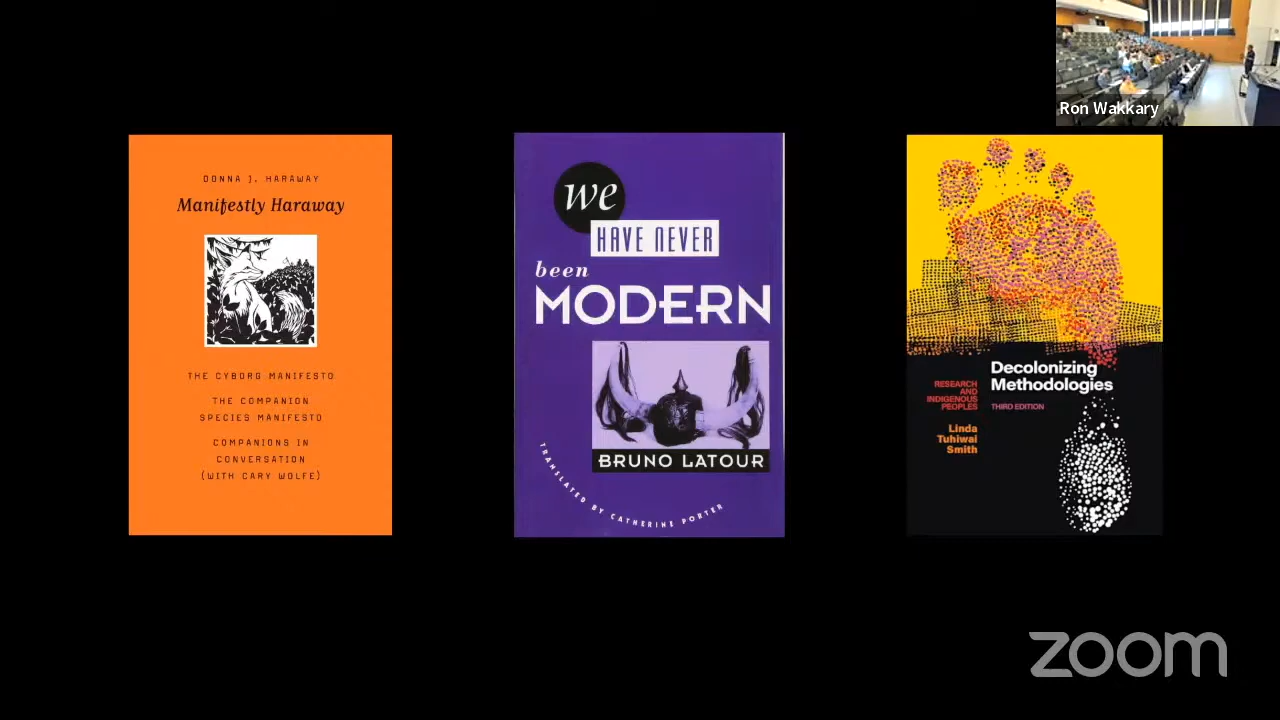 Ron Wakkary
DONNA J. HARAWAY
Manifestly Haraway
THE CYBORG MANIFESTO
THE COMPANION
SPECIES MANIFESTO
COMPANIONS IN
CONVERSATION
(WITH CARY WOLFE)
we
HAVE NEVER
been
MODERN
BRUNO LATOUR
TRANSLATED BY CATHERINE PORTER
Decolonizing
Methodologies
RESEARCH
AND
INDIGENOUS
PEOPLES
THIRD EDITION
Linda
Tuhiwai
Smith
zoom